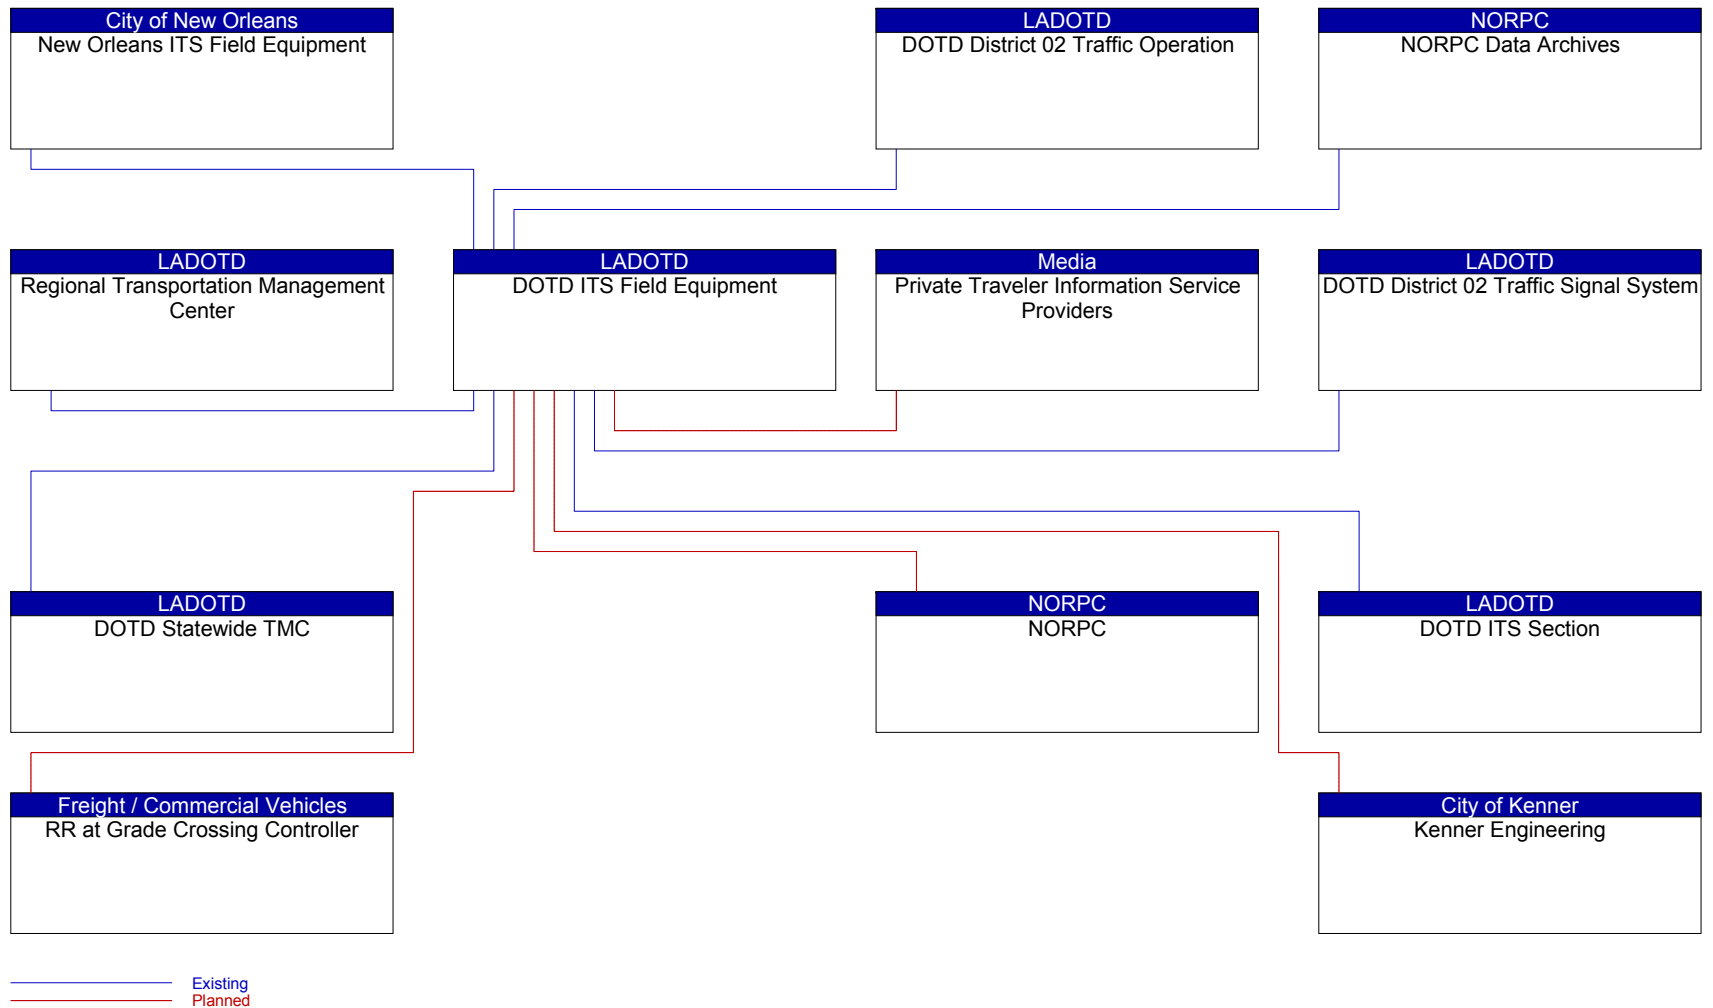 City of New Orleans
New Orleans ITS Field Equipment
LADOTD
DOTD District 02 Traffic Operation
NORPC
NORPC Data Archives
LADOTD
Regional Transportation Management
Center
LADOTD
DOTD ITS Field Equipment
Media
Private Traveler Information Service
Providers
LADOTD
DOTD District 02 Traffic Signal System
LADOTD
DOTD Statewide TMC
NORPC
NORPC
LADOTD
DOTD ITS Section
Freight / Commercial Vehicles
RR at Grade Crossing Controller
City of Kenner
Kenner Engineering
Existing
Planned